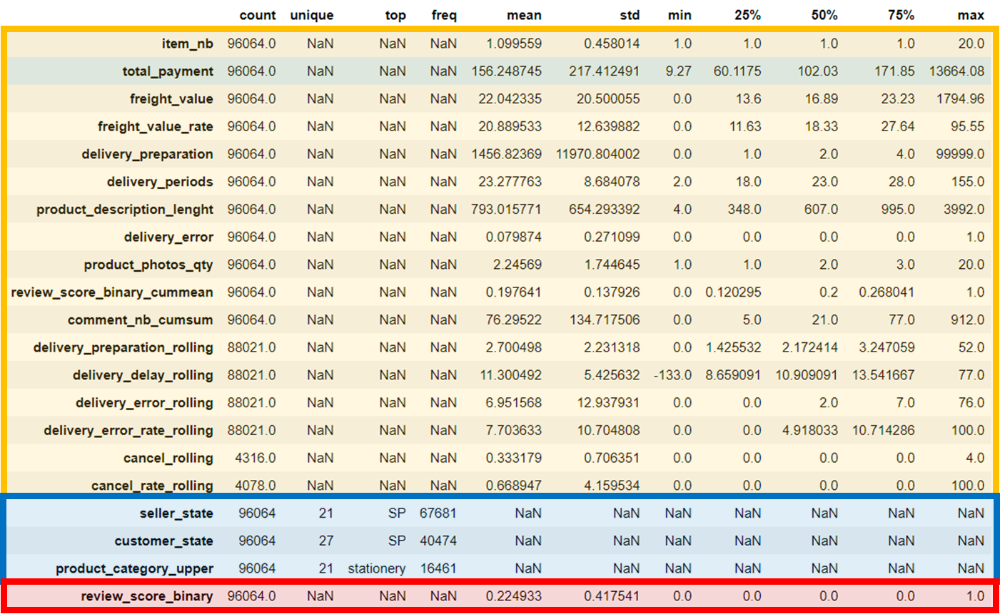 count unique top freq mean std min 25% 50% 75% max
item_nb 96064.0 NaN NaN NaN 1.099559 0.458014 1.0 1.0 1.0 1.0 20.0
total_payment 96064.0 NaN NaN NaN 156.248745 217.412491 9.27 60.1175 102.03 171.85 13664.08
freight_value 96064.0 NaN NaN NaN 22.042335 20.500055 0.0 13.6 16.89 23.23 1794.96
freight_value_rate 96064.0 NaN NaN NaN 20.889533 12.639882 0.0 11.63 18.33 27.64 95.55
delivery_preparation 96064.0 NaN NaN NaN 1456.82369 11970.804002 0.0 1.0 2.0 4.0 99999.0
delivery_periods 96064.0 NaN NaN NaN 23.277763 8.684078 2.0 18.0 23.0 28.0 155.0
product_description_lenght 96064.0 NaN NaN NaN 793.015771 654.293392 4.0 348.0 607.0 995.0 3992.0
delivery_error 96064.0 NaN NaN NaN 0.079874 0.271099 0.0 0.0 0.0 0.0 1.0
product_photos_qty 96064.0 NaN NaN NaN 2.24569 1.744645 1.0 1.0 2.0 3.0 20.0
review_score_binary_cummean 96064.0 NaN NaN NaN 0.197641 0.137926 0.0 0.120295 0.2 0.268041 1.0
comment_nb_cumsum 96064.0 NaN NaN NaN 76.29522 134.717506 0.0 5.0 21.0 77.0 912.0
delivery_preparation_rolling 88021.0 NaN NaN NaN 2.700498 2.231318 0.0 1.425532 2.172414 3.247059 52.0
delivery_delay_rolling 88021.0 NaN NaN NaN 11.300492 5.425632 -133.0 8.659091 10.909091 13.541667 77.0
delivery_error_rolling 88021.0 NaN NaN NaN 6.951568 12.937931 0.0 0.0 2.0 7.0 76.0
delivery_error_rate_rolling 88021.0 NaN NaN NaN 7.703633 10.704808 0.0 0.0 4.918033 10.714286 100.0
cancel_rolling 4316.0 NaN NaN NaN 0.333179 0.706351 0.0 0.0 0.0 0.0 4.0
cancel_rate_rolling 4078.0 NaN NaN NaN 0.668947 4.159534 0.0 0.0 0.0 0.0 100.0
seller_state 96064 21 SP 67681 NaN NaN NaN NaN NaN NaN NaN
customer_state 96064 27 SP 40474 NaN NaN NaN NaN NaN NaN NaN
product_category_upper 96064 21 stationery 16461 NaN NaN NaN NaN NaN NaN NaN
review_score_binary 96064.0 NaN NaN NaN 0.224933 0.417541 0.0 0.0 0.0 0.0 1.0